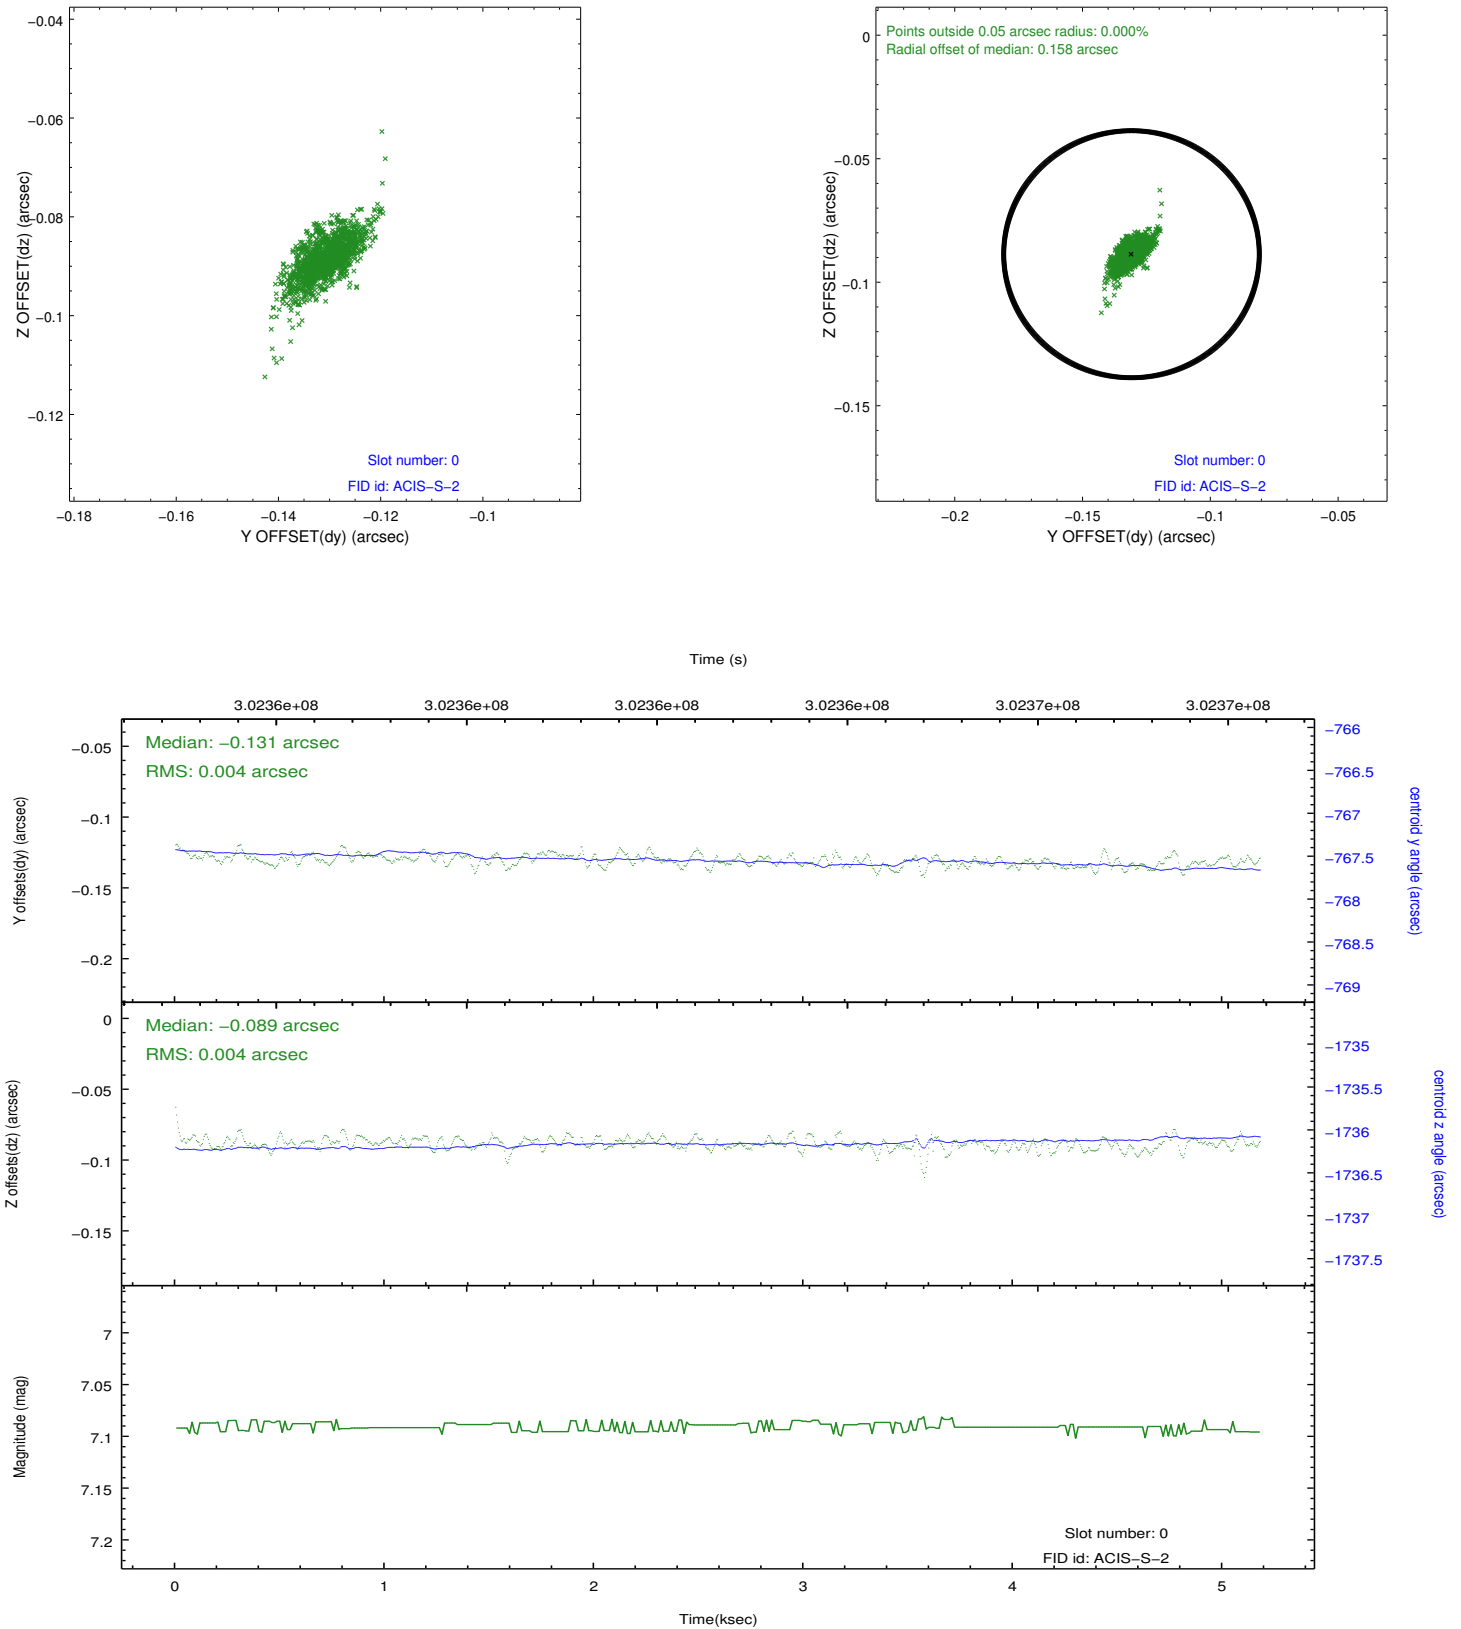 −0.04
−0.06
−0.08
−0.1
−0.12
Z OFFSET(dz) (arcsec)
Slot number: 0
FID id: ACIS−S−2
−0.18 −0.16 −0.14 −0.12 −0.1
Y OFFSET(dy) (arcsec)
Points outside 0.05 arcsec radius: 0.000%
Radial offset of median: 0.158 arcsec
0
−0.05
−0.1
−0.15
Z OFFSET(dz) (arcsec)
Slot number: 0
FID id: ACIS−S−2
−0.2 −0.15 −0.1 −0.05
Y OFFSET(dy) (arcsec)
Time (s)
3.0236e+08 3.0236e+08 3.0236e+08 3.0236e+08 3.0237e+08 3.0237e+08
Median: −0.131 arcsec
RMS: 0.004 arcsec
−0.05
−0.1
−0.15
−0.2
Y offsets(dy) (arcsec)
−766
−766.5
−767
−767.5
−768
−768.5
−769
centroid y angle (arcsec)
Median: −0.089 arcsec
RMS: 0.004 arcsec
0
−0.05
−0.1
−0.15
Z offsets(dz) (arcsec)
−1735
−1735.5
−1736
−1736.5
−1737
−1737.5
centroid z angle (arcsec)
7
7.05
7.1
7.15
7.2
Magnitude (mag)
Slot number: 0
FID id: ACIS−S−2
0 1 2 3 4 5
Time(ksec)